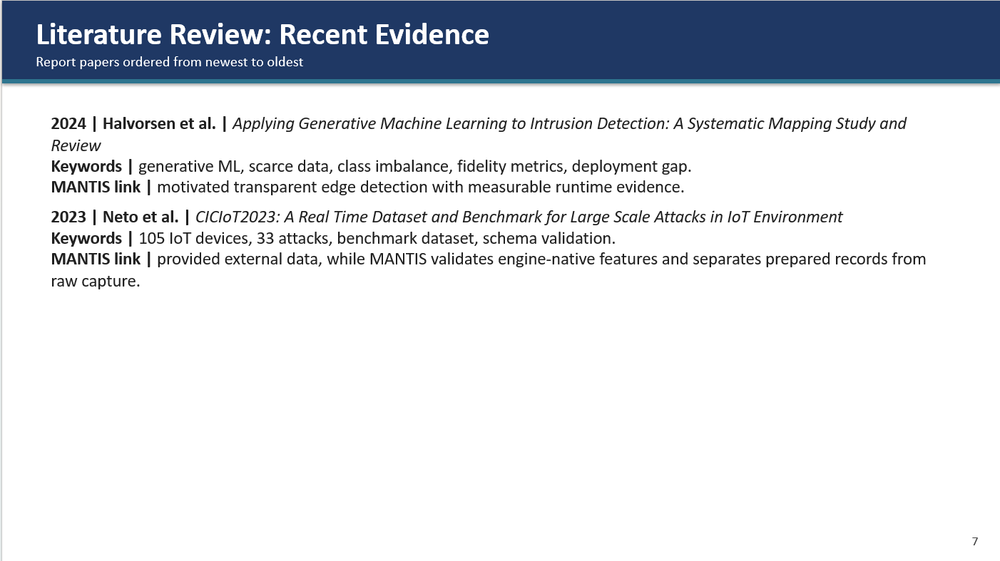 Literature Review: Recent Evidence
Report papers ordered from newest to oldest
2024 | Halvorsen et al. | Applying Generative Machine Learning to Intrusion Detection: A Systematic Mapping Study and
Review
Keywords | generative ML, scarce data, class imbalance, fidelity metrics, deployment gap.
MANTIS link | motivated transparent edge detection with measurable runtime evidence.
2023 | Neto et al. | CICIoT2023: A Real Time Dataset and Benchmark for Large Scale Attacks in IoT Environment
Keywords | 105 IoT devices, 33 attacks, benchmark dataset, schema validation.
MANTIS link | provided external data, while MANTIS validates engine-native features and separates prepared records from
raw capture.
7